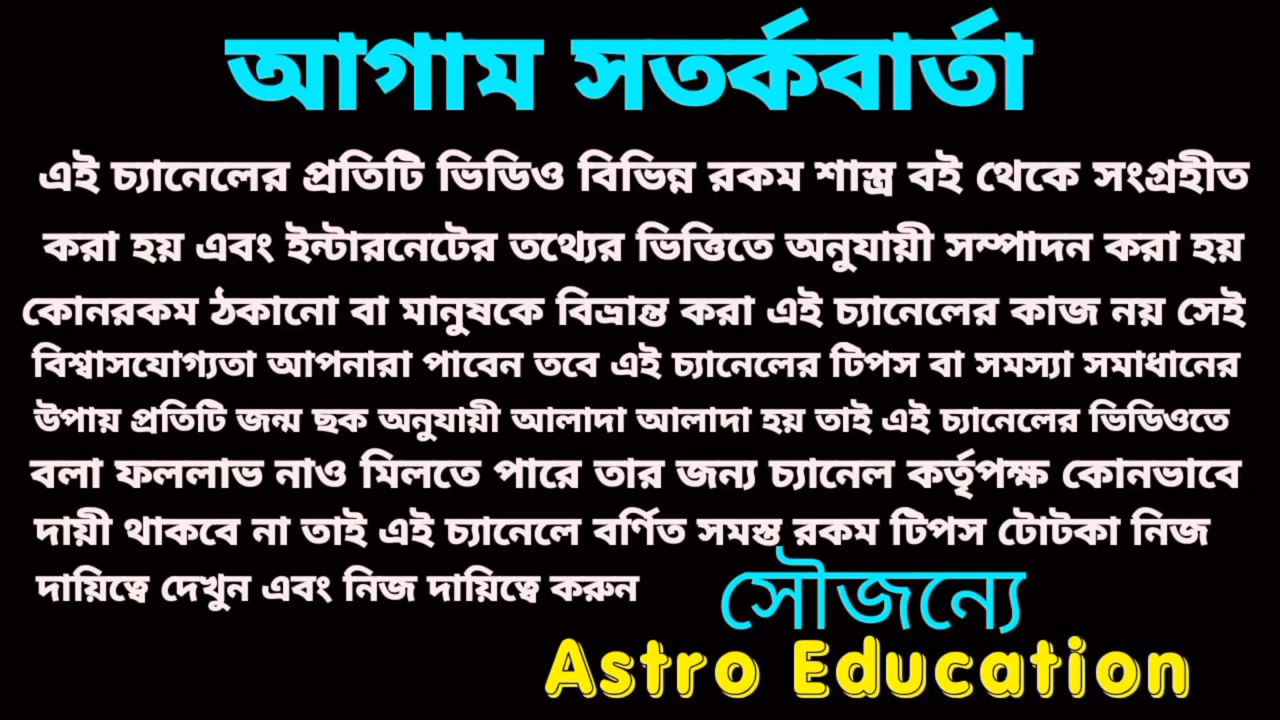 আগাম সতর্কবার্তা
এই চ্যানেলের প্রতিটি ভিডিও বিভিন্ন রকম শাস্ত্র বই থেকে সংগ্রহীত
করা হয় এবং ইন্টারনেটের তথ্যের ভিত্তিতে অনুযায়ী সম্পাদন করা হয়
কোনরকম ঠকানো বা মানুষকে বিভ্রান্ত করা এই চ্যানেলের কাজ নয় সেই
বিশ্বাসযোগ্যতা আপনারা পাবেন তবে এই চ্যানেলের টিপস বা সমস্যা সমাধানের
উপায় প্রতিটি জন্ম ছক অনুযায়ী আলাদা আলাদা হয় তাই এই চ্যানেলের ভিডিওতে
বলা ফললাভ নাও মিলতে পারে তার জন্য চ্যানেল কর্তৃপক্ষ কোনভাবে
দায়ী থাকবে না তাই এই চ্যানেলে বর্ণিত সমস্ত রকম টিপস টোটকা নিজ
দায়িত্বে দেখুন এবং নিজ দায়িত্বে করুন
সৌজন্যে
Astro Education